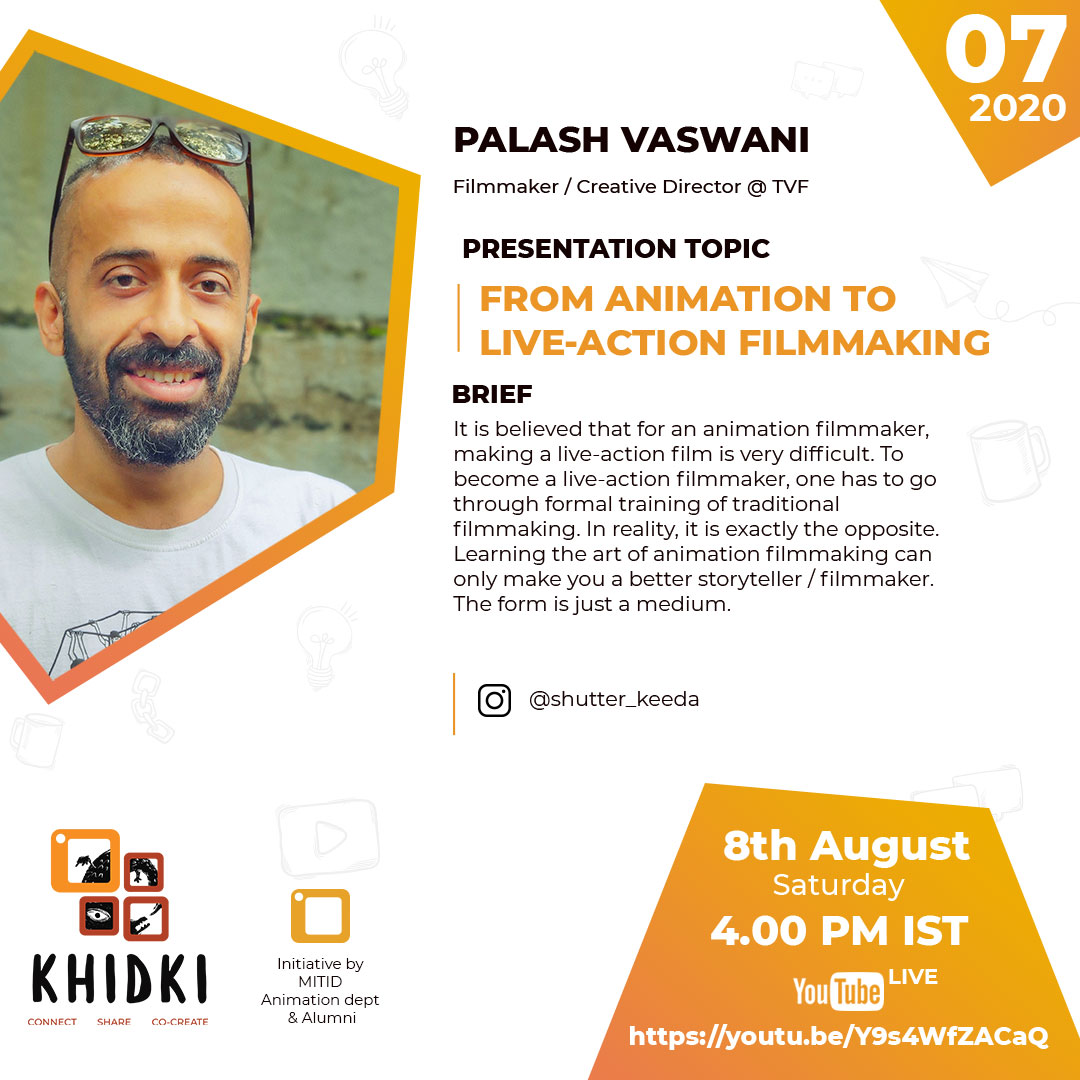 07
2020
PALASH VASWANI
Filmmaker / Creative Director @ TVF
PRESENTATION TOPIC
FROM ANIMATION TO
LIVE-ACTION FILMMAKING
BRIEF
It is believed that for an animation filmmaker,
making a live-action film is very difficult. To
become a live-action filmmaker, one has to go
through formal training of traditional
filmmaking. In reality, it is exactly the opposite.
Learning the art of animation filmmaking can
only make you a better storyteller / filmmaker.
The form is just a medium.
@shutter_keeda
KHIDKI
CONNECT SHARE CO-CREATE
Initiative by
MITID
Animation dept
& Alumni
8th August
Saturday
4.00 PM IST
YouTube LIVE
https://youtu.be/Y9s4WfZACaQ